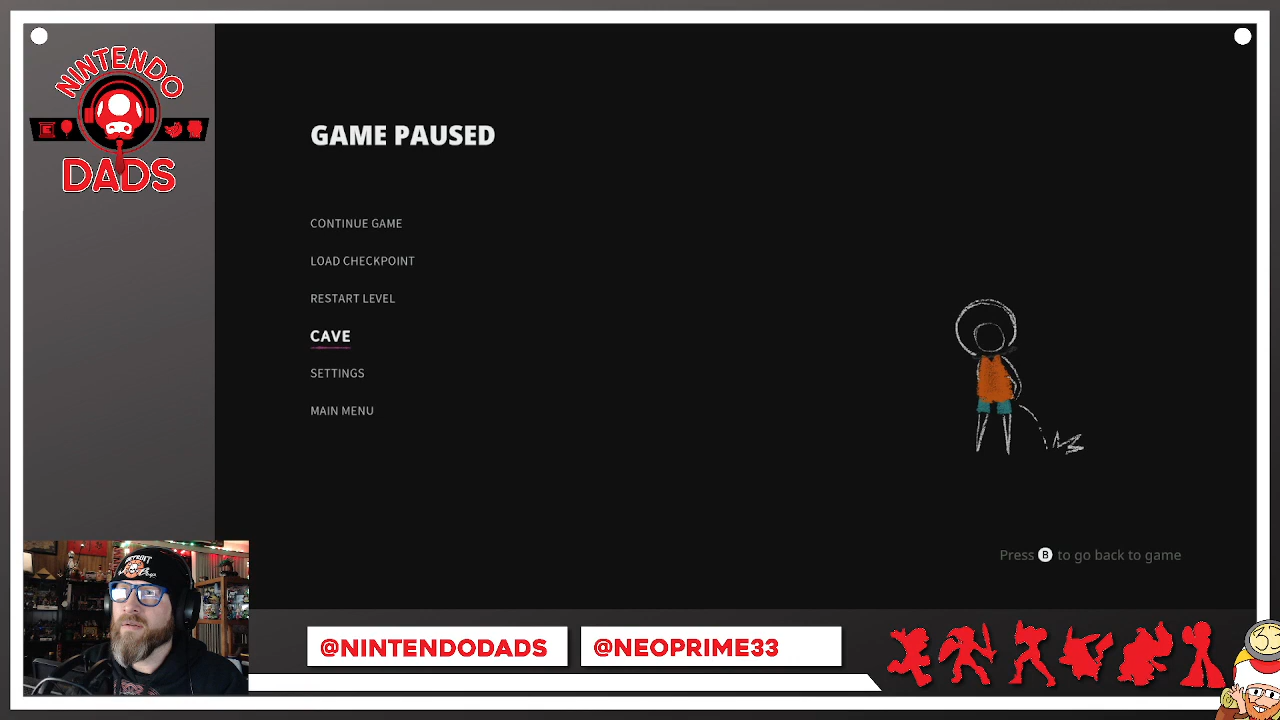 NINTENDO
DADS
GAME PAUSED
CONTINUE GAME
LOAD CHECKPOINT
RESTART LEVEL
CAVE
SETTINGS
MAIN MENU
Press B to go back to game
@NINTENDODADS
@NEOPRIME33